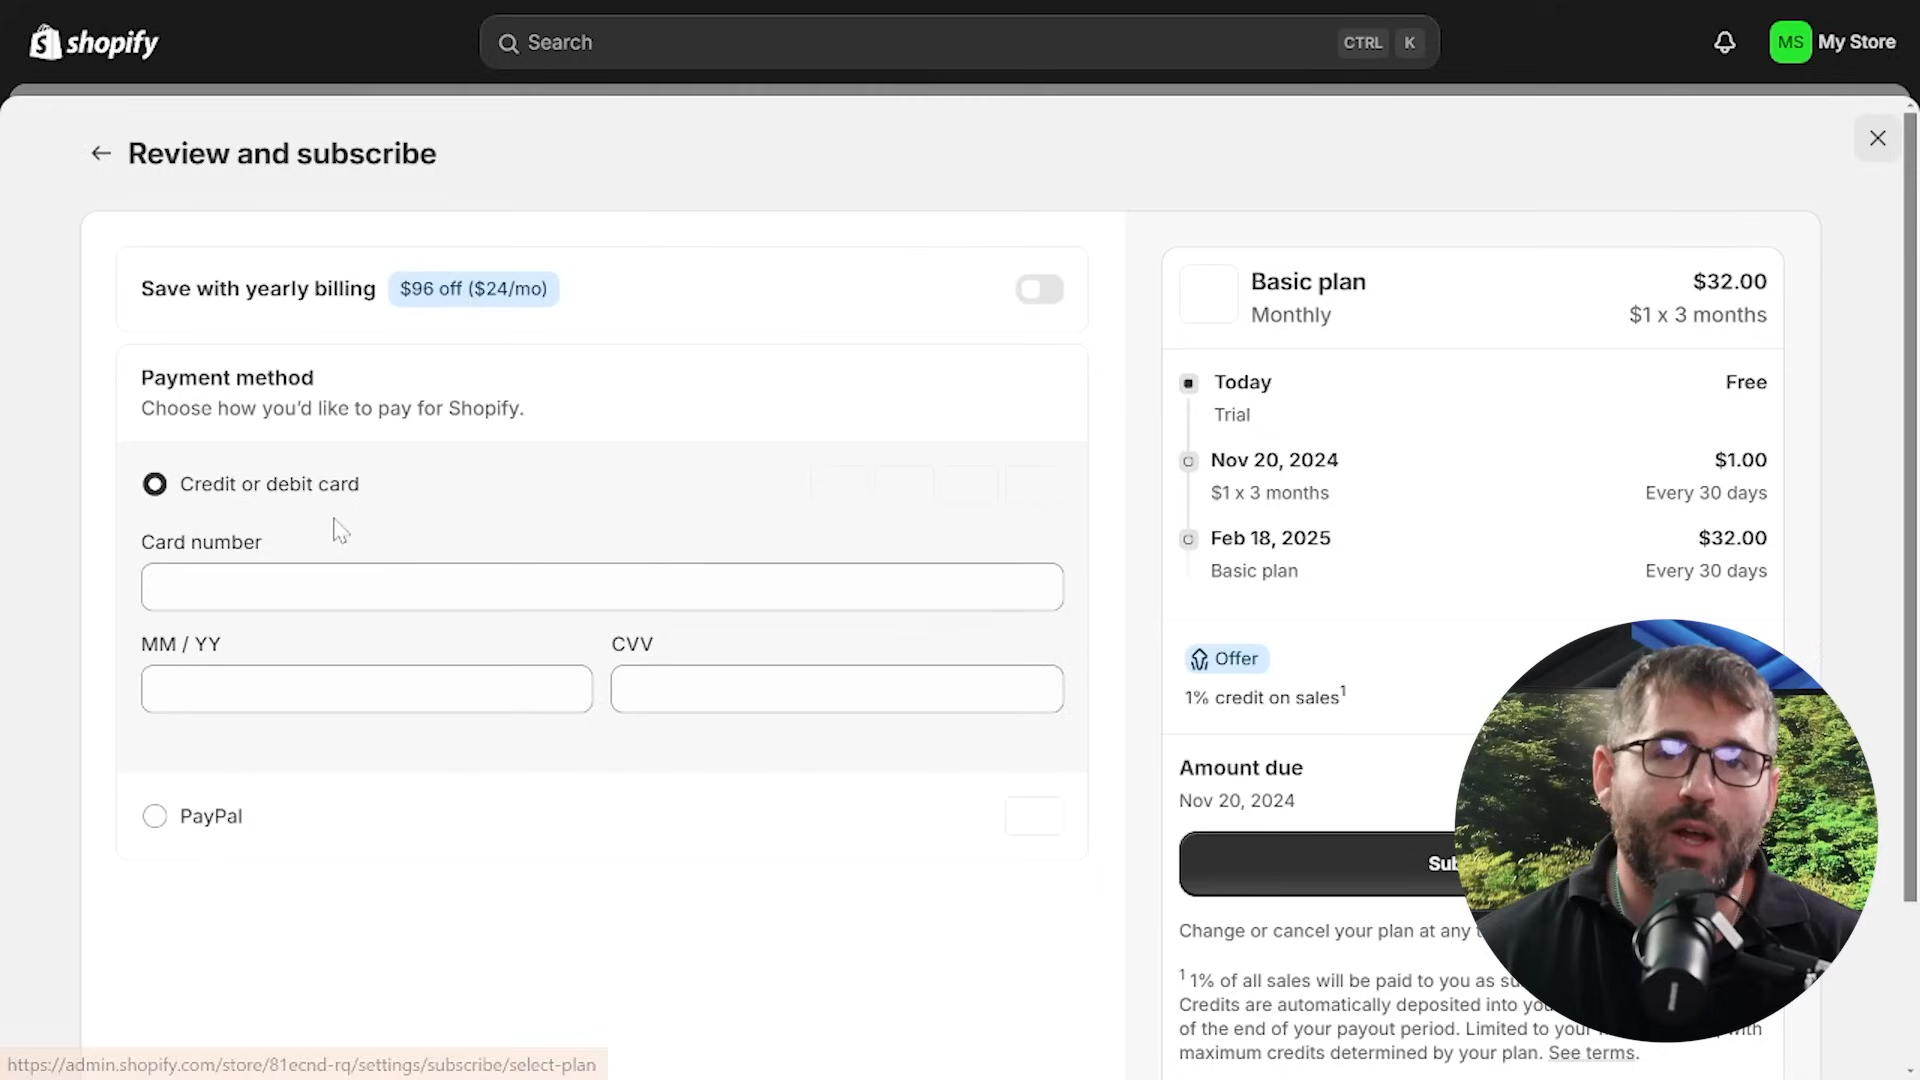 shopify
Search
CTRL K
MS My Store
Review and subscribe
Save with yearly billing $96 off ($24/mo)
Payment method
Choose how you'd like to pay for Shopify.
Credit or debit card
Card number
MM / YY
CVV
PayPal
Basic plan $32.00
Monthly $1 x 3 months
Today Free
Trial
Nov 20, 2024 $1.00
$1 x 3 months Every 30 days
Feb 18, 2025 $32.00
Basic plan Every 30 days
Offer
1% credit on sales1
Amount due
Nov 20, 2024
Change or cancel your plan at any
1 1% of all sales will be paid to you as
Credits are automatically deposited into
of the end of your payout period. Limited to your
maximum credits determined by your plan. See terms.
https://admin.shopify.com/store/81ecnd-rq/settings/subscribe/select-plan